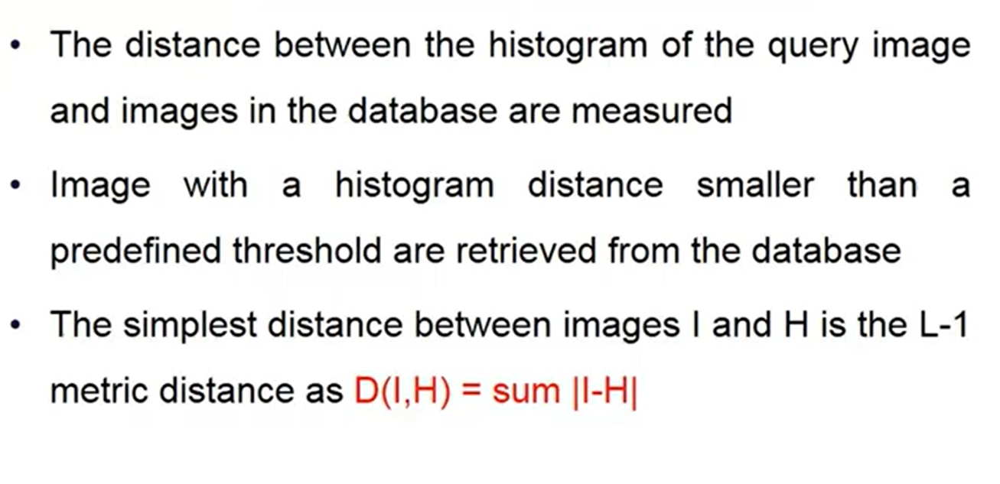 • The distance between the histogram of the query image
and images in the database are measured
• Image with a histogram distance smaller than a
predefined threshold are retrieved from the database
• The simplest distance between images I and H is the L-1
metric distance as D(I,H) = sum |I-H|